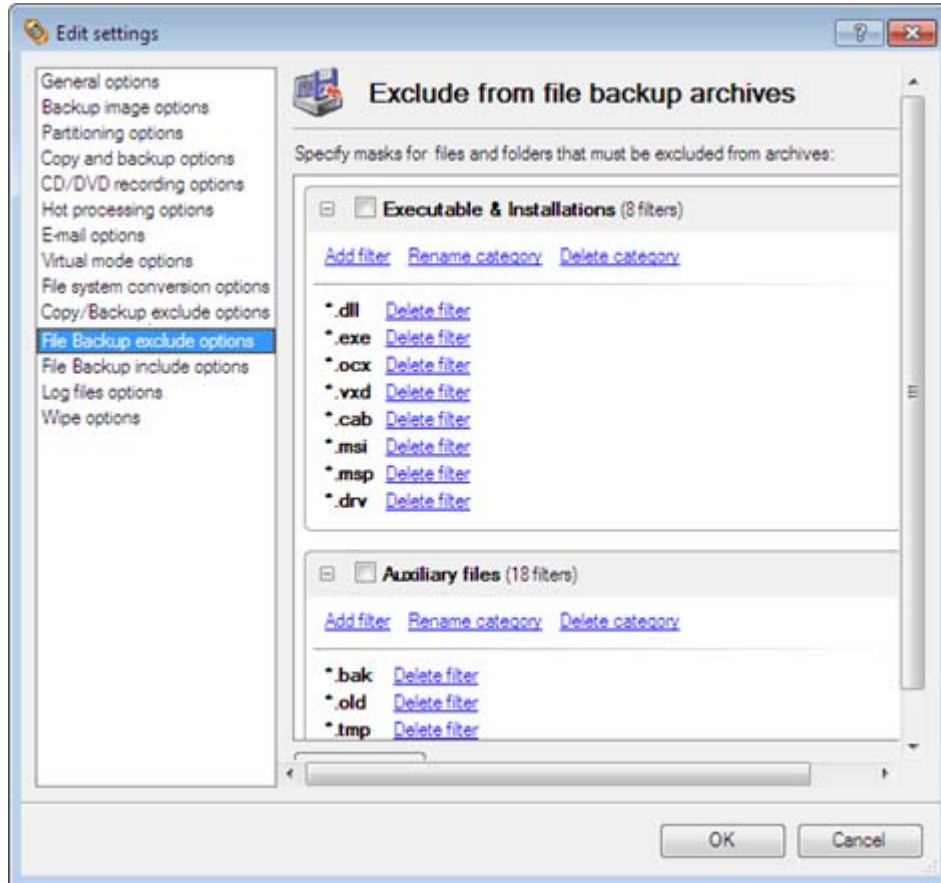 Edit settings
General options
Backup image options
Partitioning options
Copy and backup options
CD/DVD recording options
Hot processing options
E-mail options
Virtual mode options
File system conversion options
Copy/Backup exclude options
File Backup exclude options
File Backup include options
Log files options
Wipe options
Exclude from file backup archives
Specify masks for files and folders that must be excluded from archives:
Executable & Installations (8 filters)
Add filter Rename category Delete category
*.dll Delete filter
*.exe Delete filter
*.ocx Delete filter
*.vxd Delete filter
*.cab Delete filter
*.msi Delete filter
*.msp Delete filter
*.drv Delete filter
Auxiliary files (18 filters)
Add filter Rename category Delete category
*.bak Delete filter
*.old Delete filter
*.tmp Delete filter
OK Cancel